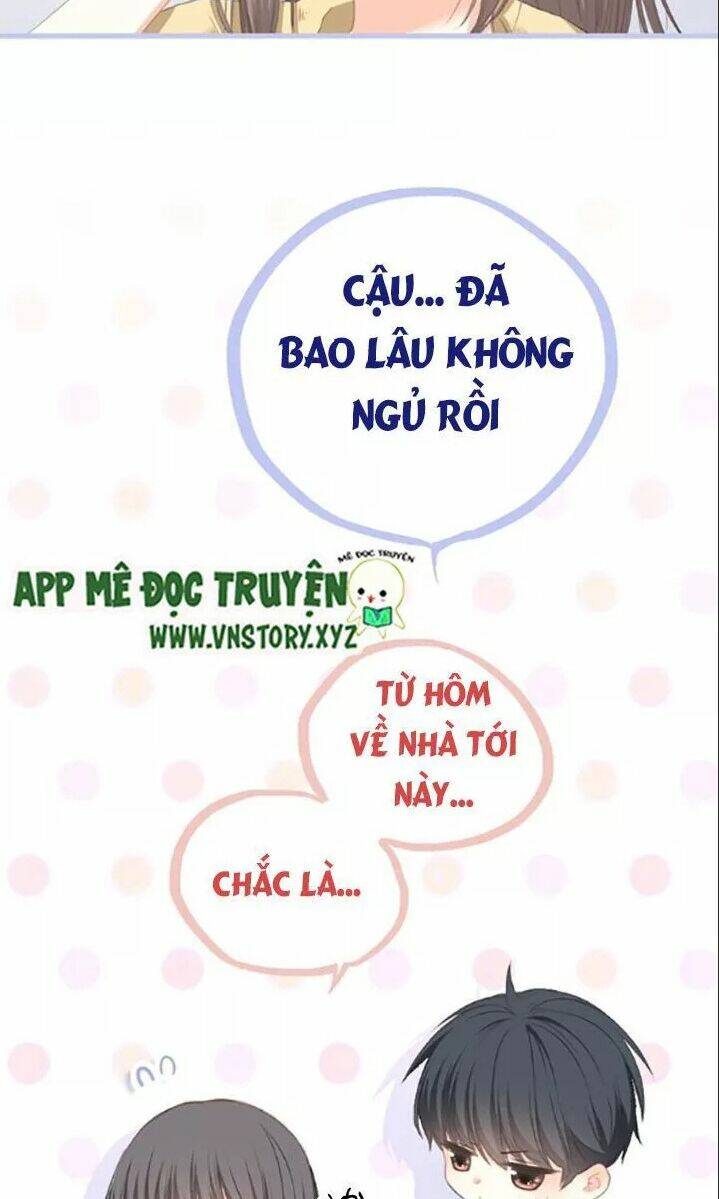 CẬU... ĐÃ
BAO LÂU KHÔNG
NGỦ RỒI
MÊ ĐỌC TRUYỆN
APP MÊ ĐỌC TRUYỆN
WWW.VNSTORY.XYZ
TỪ HÔM
VỀ NHÀ TỚI
NÀY...
CHẮC LÀ...